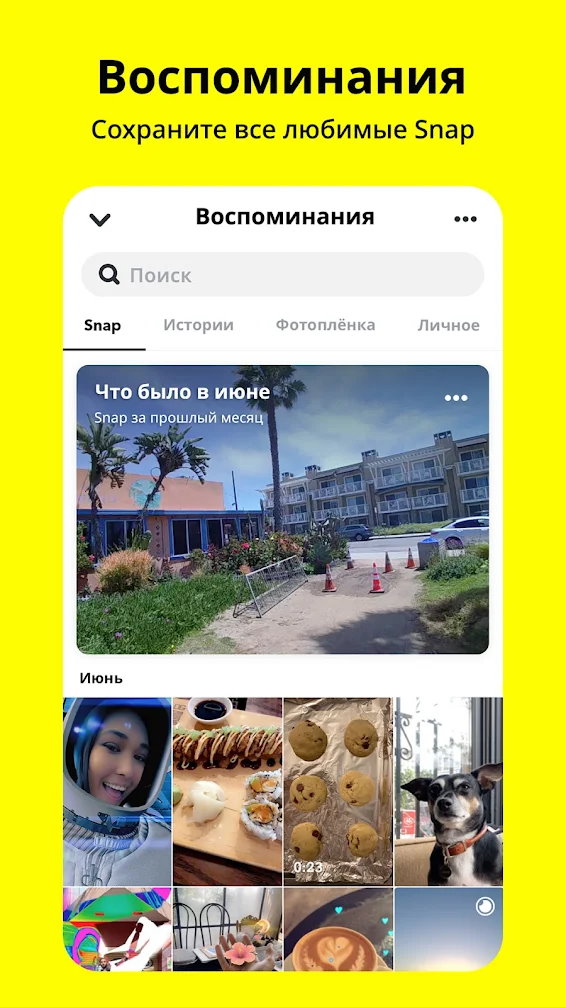 Воспоминания
Сохраните все любимые Snap
Воспоминания
Поиск
Snap
Истории
Фотоплёнка
Личное
Что было в июне
Snap за прошлый месяц
Июнь
0:23